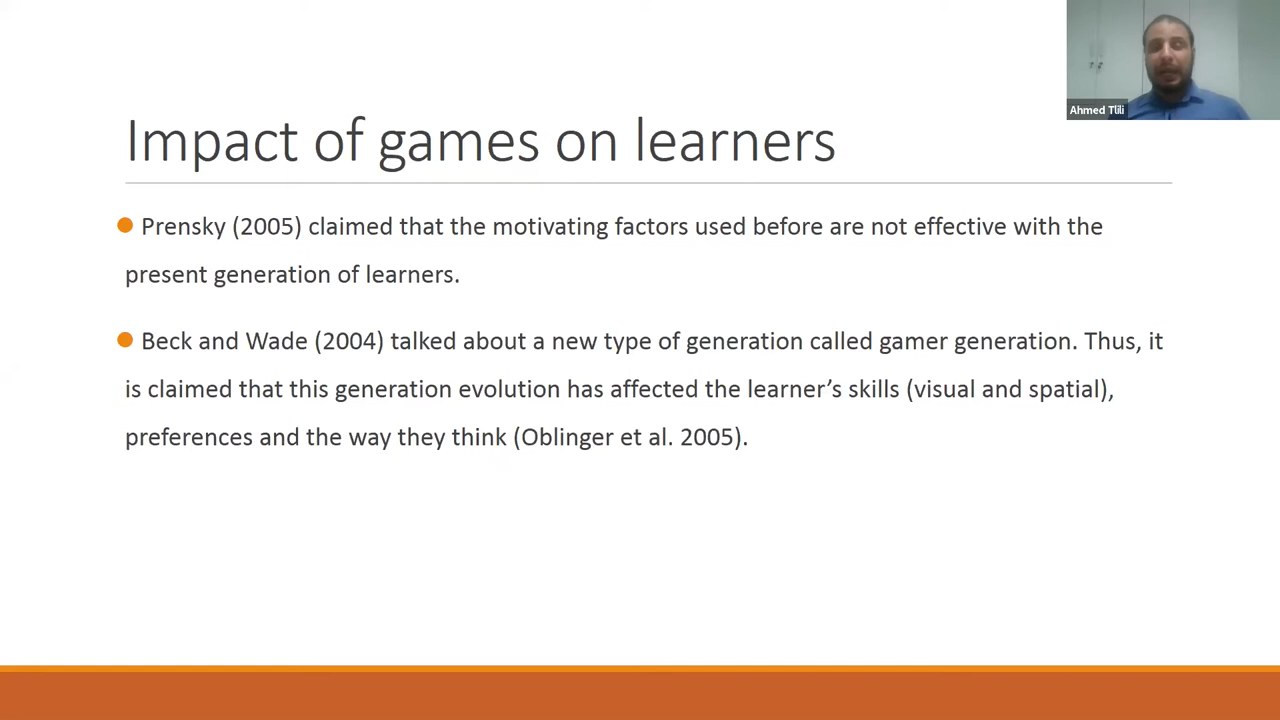 Ahmed Tlili
Impact of games on learners
Prensky (2005) claimed that the motivating factors used before are not effective with the
present generation of learners.
Beck and Wade (2004) talked about a new type of generation called gamer generation. Thus, it
is claimed that this generation evolution has affected the learner’s skills (visual and spatial),
preferences and the way they think (Oblinger et al. 2005).